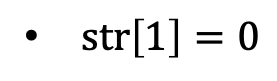 • str[1] = 0